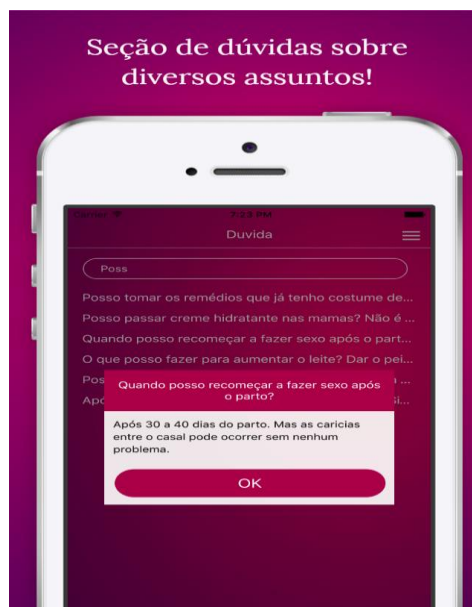 Seção de dúvidas sobre
diversos assuntos!
Carrier 7:23 PM
Duvida
Poss
Posso tomar os remédios que já tenho costume de...
Posso passar creme hidratante nas mamas? Não é ...
Quando posso recomeçar a fazer sexo após o part...
O que posso fazer para aumentar o leite? Dar o pei...
Pos
Quando posso recomeçar a fazer sexo após
o parto?
Após 30 a 40 dias do parto. Mas as caricias
entre o casal pode ocorrer sem nenhum
problema.
OK